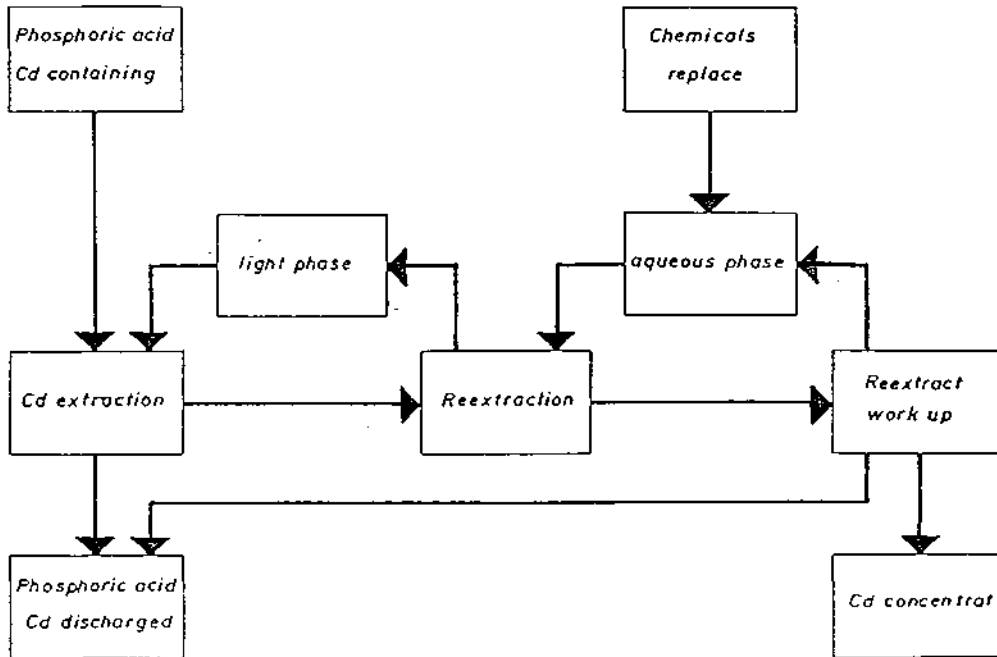 Phosphoric acid
Cd containing
Chemicals
replace
light phase
aqueous phase
Cd extraction
Reextraction
Reextract
work up
Phosphoric acid
Cd discharged
Cd concentrat